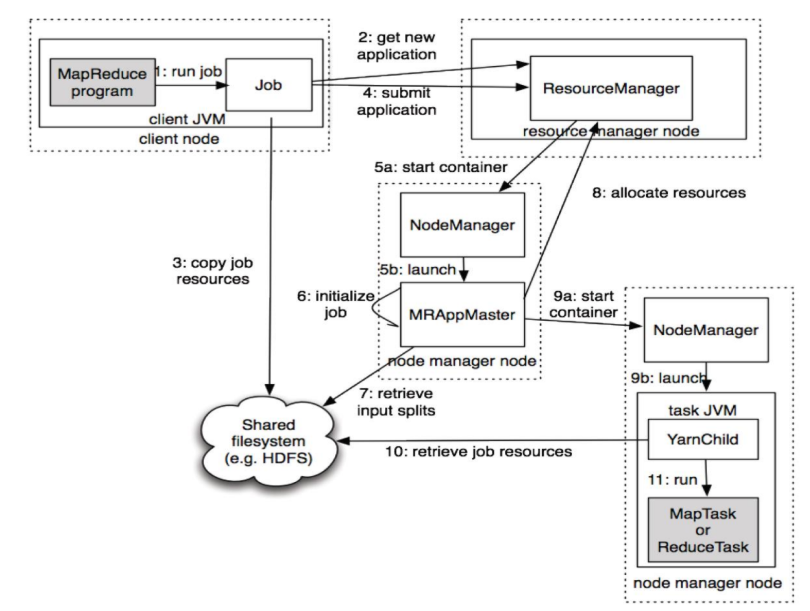 MapReduce
program
1: run job
Job
client JVM
client node
2: get new
application
4: submit
application
ResourceManager
resource manager node
5a: start container
8: allocate resources
NodeManager
3: copy job
resources
5b: launch
6: initialize
job
MRAppMaster
9a: start
container
node manager node
NodeManager
7: retrieve
input splits
9b: launch
Shared
filesystem
(e.g. HDFS)
task JVM
YarnChild
10: retrieve job resources
11: run
MapTask
or
ReduceTask
node manager node